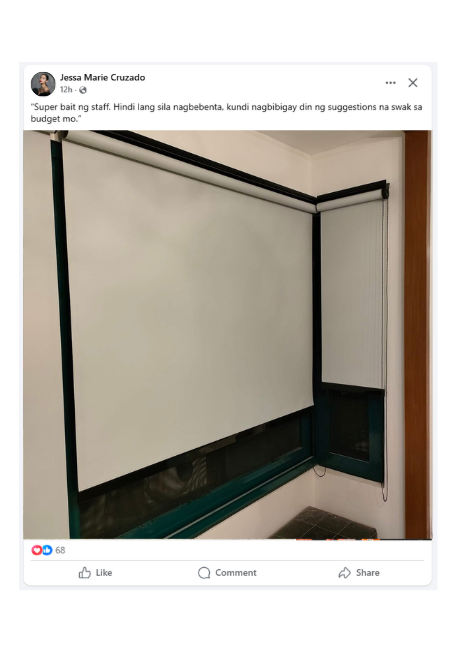 Jessa Marie Cruzado
12h ·
"Super bait ng staff. Hindi lang sila nagbebenta, kundi nagbibigay din ng suggestions na swak sa
budget mo."
68
Like
Comment
Share